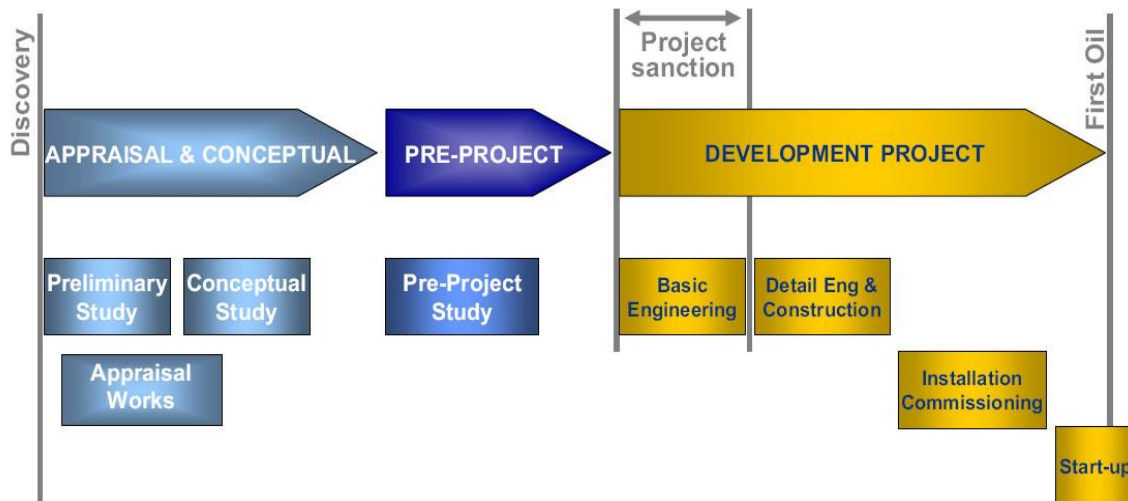 Discovery
Project
sanction
First Oil
APPRAISAL & CONCEPTUAL
PRE-PROJECT
DEVELOPMENT PROJECT
Preliminary
Study
Conceptual
Study
Pre-Project
Study
Basic
Engineering
Detail Eng &
Construction
Appraisal
Works
Installation
Commissioning
Start-up